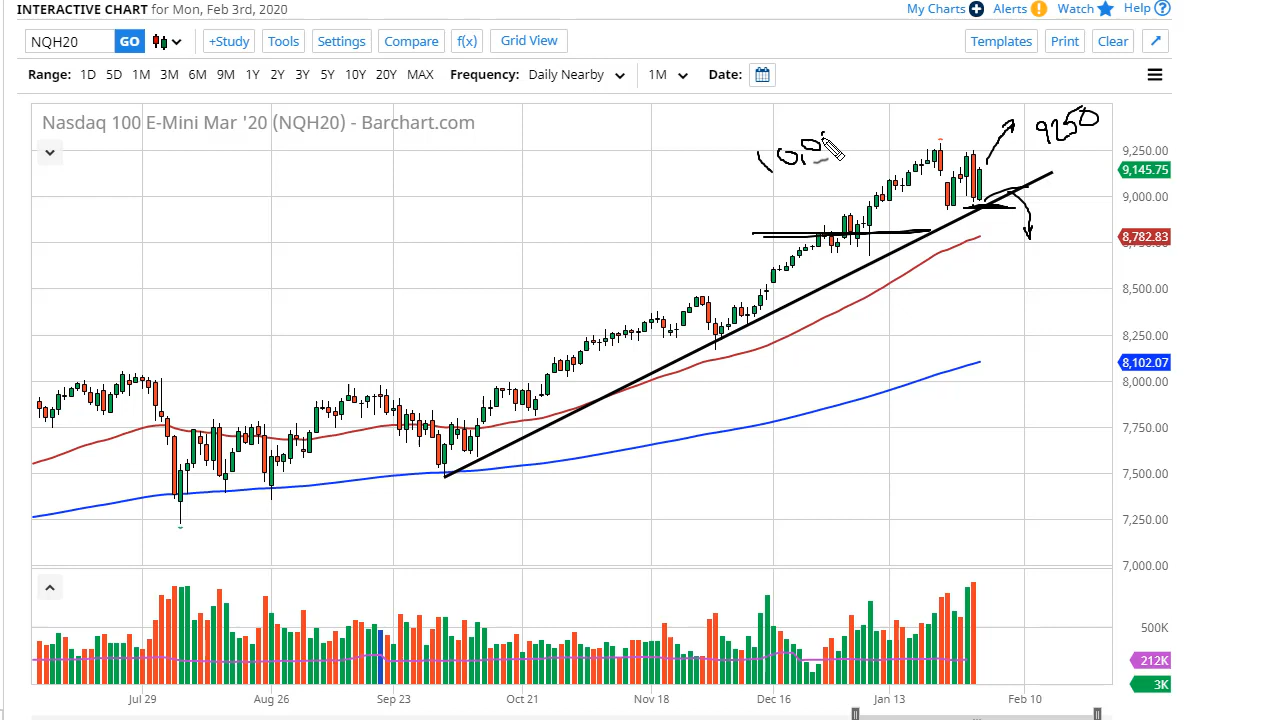 INTERACTIVE CHART for Mon, Feb 3rd, 2020
My Charts Alerts Watch Help
NQH20 GO +Study Tools Settings Compare f(x) Grid View Templates Print Clear
Range: 1D 5D 1M 3M 6M 9M 1Y 2Y 3Y 5Y 10Y 20Y MAX Frequency: Daily Nearby 1M Date:
Nasdaq 100 E-Mini Mar '20 (NQH20) - Barchart.com
9250
9,250.00
9,145.75
9,000.00
8,782.83
8,500.00
8,250.00
8,102.07
8,000.00
7,750.00
7,500.00
7,250.00
7,000.00
500K
212K
3K
Jul 29 Aug 26 Sep 23 Oct 21 Nov 18 Dec 16 Jan 13 Feb 10